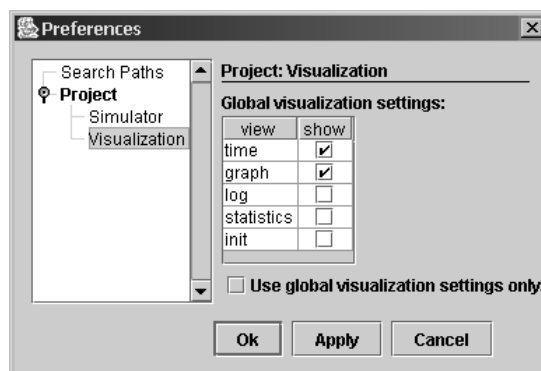 Preferences
Search Paths
Project
Simulator
Visualization
Project: Visualization
Global visualization settings:
view show
time
graph
log
statistics
init
Use global visualization settings only
Ok Apply Cancel